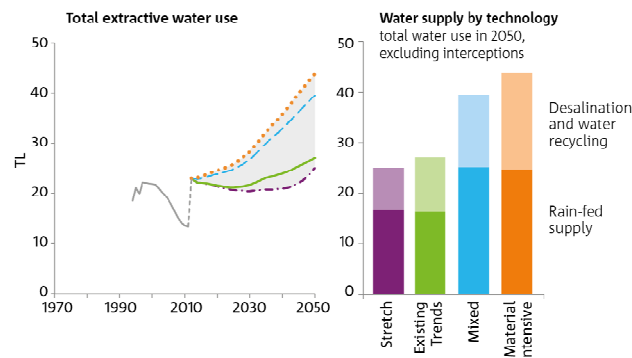 Total extractive water use
50
40
30
20
10
0
TL
1970
1990
2010
2030
2050
Water supply by technology
total water use in 2050,
excluding interceptions
50
40
30
20
10
0
Desalination
and water
recycling
Rain-fed
supply
Stretch
Existing
Trends
Mixed
Material
ntensive